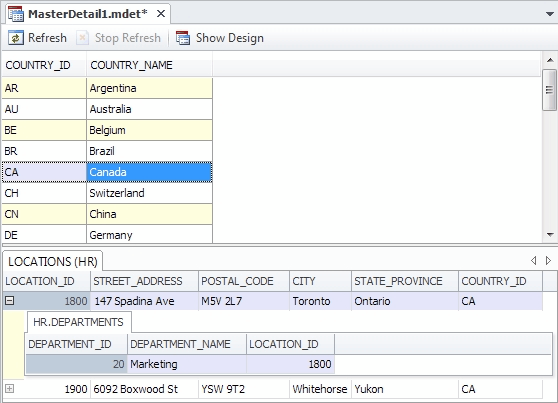 MasterDetail1.mdet*
Refresh Stop Refresh Show Design
COUNTRY_ID COUNTRY_NAME
AR Argentina
AU Australia
BE Belgium
BR Brazil
CA Canada
CH Switzerland
CN China
DE Germany
LOCATIONS (HR)
LOCATION_ID STREET_ADDRESS POSTAL_CODE CITY STATE_PROVINCE COUNTRY_ID
1800 147 Spadina Ave M5V 2L7 Toronto Ontario CA
HR.DEPARTMENTS
DEPARTMENT_ID DEPARTMENT_NAME LOCATION_ID
20 Marketing 1800
1900 6092 Boxwood St YSW 9T2 Whitehorse Yukon CA